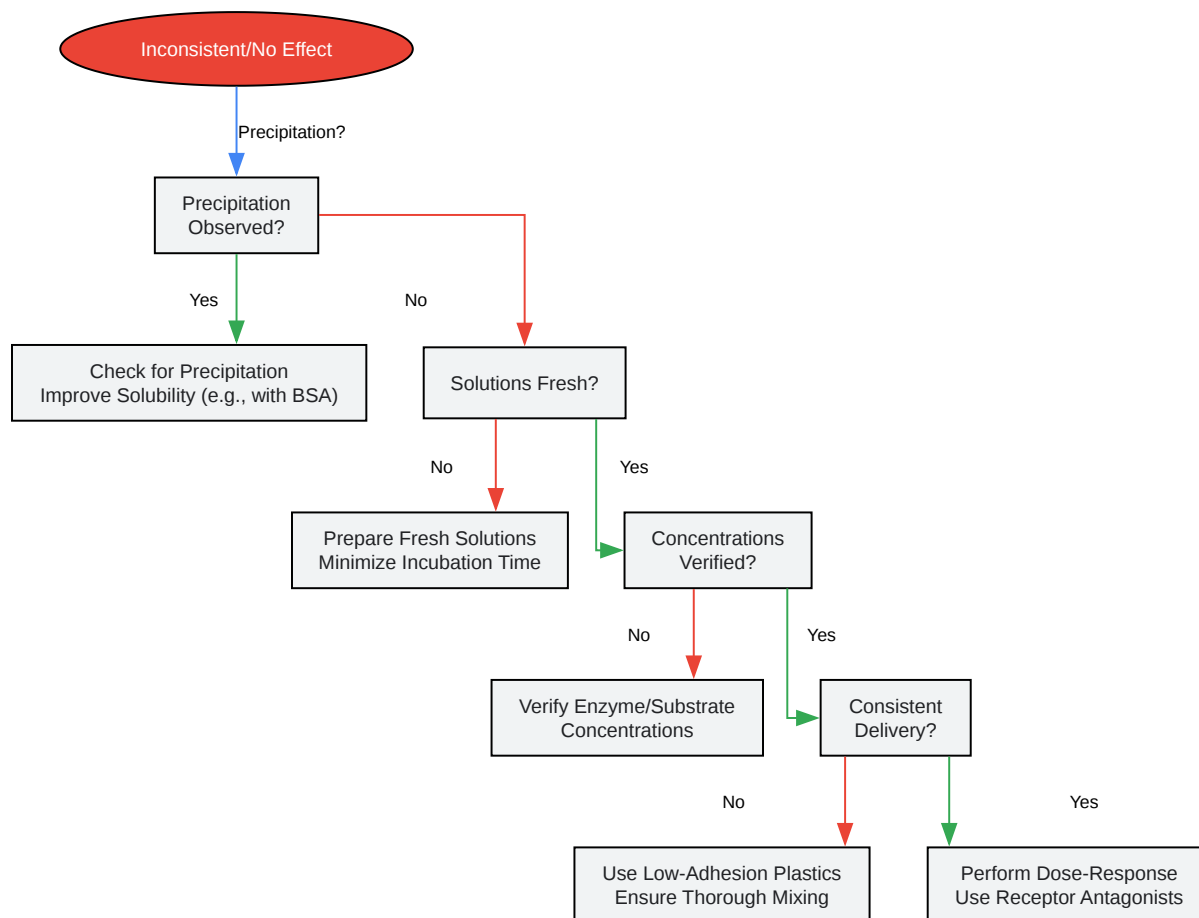 Inconsistent/No Effect
Precipitation?
Precipitation
Observed?
Yes
No
Check for Precipitation
Improve Solubility (e.g., with BSA)
Solutions Fresh?
No
Yes
Prepare Fresh Solutions
Minimize Incubation Time
Concentrations
Verified?
No
Yes
Verify Enzyme/Substrate
Concentrations
Consistent
Delivery?
No
Yes
Use Low-Adhesion Plastics
Ensure Thorough Mixing
Perform Dose-Response
Use Receptor Antagonists